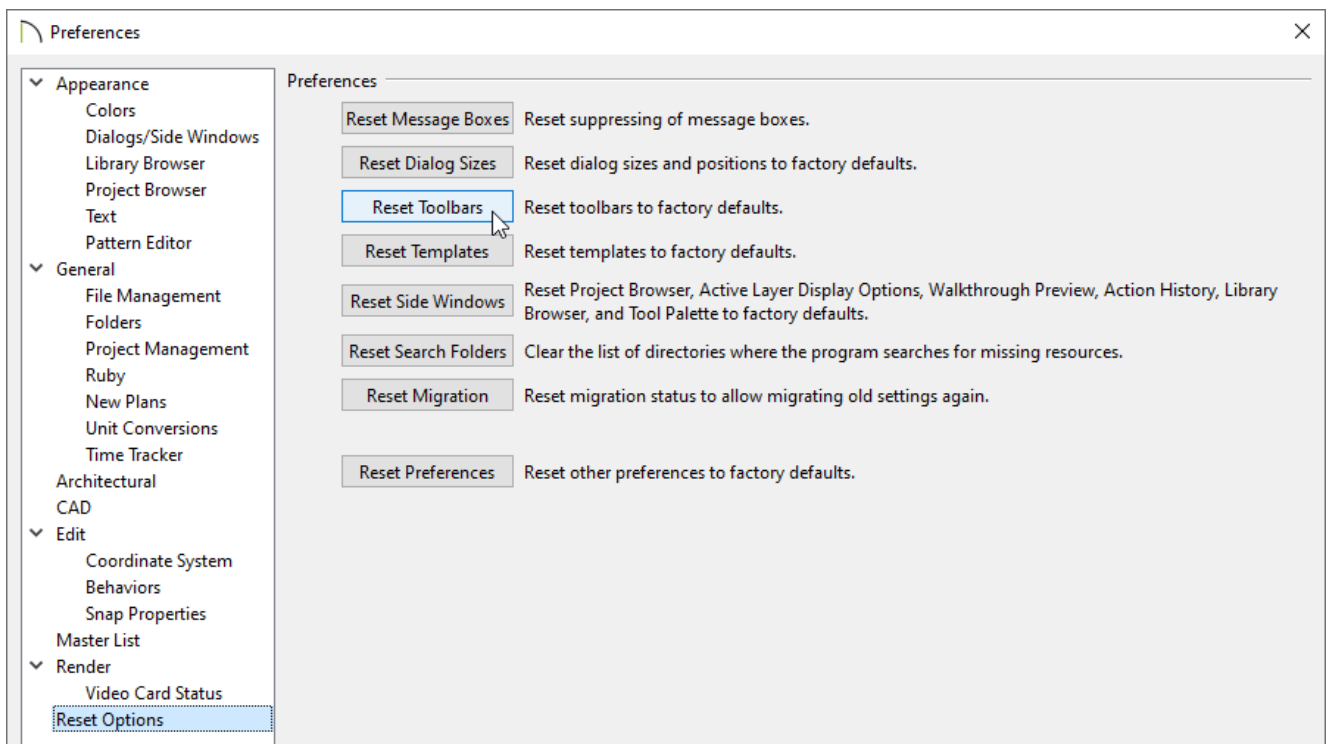 Preferences
Appearance
Colors
Dialogs/Side Windows
Library Browser
Project Browser
Text
Pattern Editor
General
File Management
Folders
Project Management
Ruby
New Plans
Unit Conversions
Time Tracker
Architectural
CAD
Edit
Coordinate System
Behaviors
Snap Properties
Master List
Render
Video Card Status
Reset Options
Preferences
Reset Message Boxes Reset suppressing of message boxes.
Reset Dialog Sizes Reset dialog sizes and positions to factory defaults.
Reset Toolbars Reset toolbars to factory defaults.
Reset Templates Reset templates to factory defaults.
Reset Side Windows Reset Project Browser, Active Layer Display Options, Walkthrough Preview, Action History, Library
Browser, and Tool Palette to factory defaults.
Reset Search Folders Clear the list of directories where the program searches for missing resources.
Reset Migration Reset migration status to allow migrating old settings again.
Reset Preferences Reset other preferences to factory defaults.